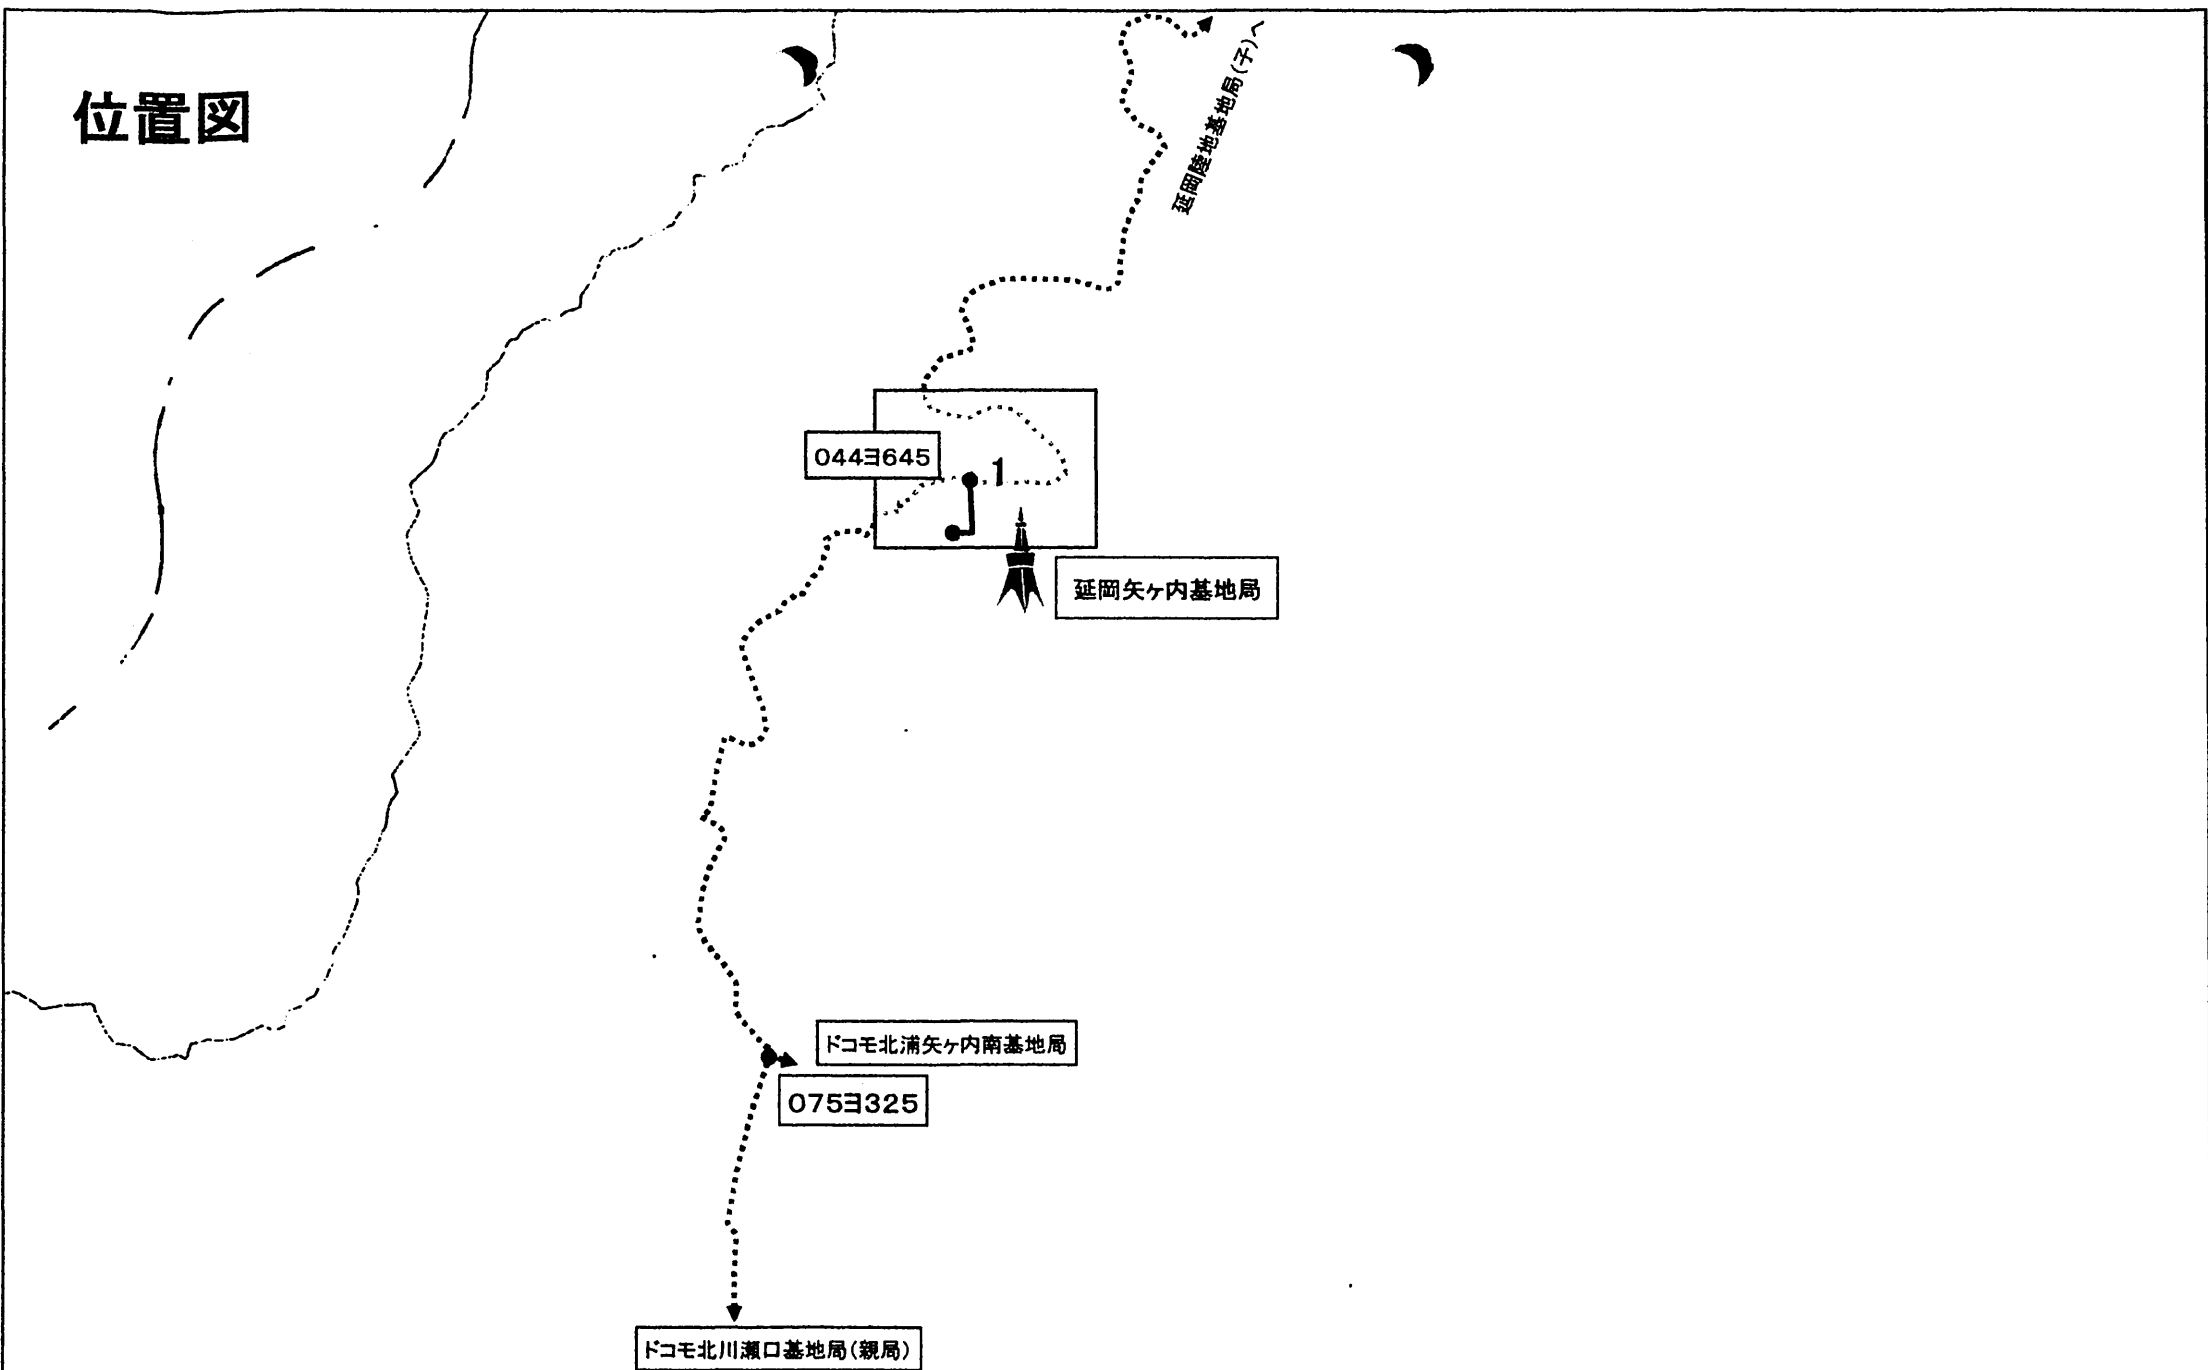 位置図
延岡陸地基地局(子)へ
044ヨ645
1
延岡矢ヶ内基地局
ドコモ北浦矢ヶ内南基地局
075ヨ325
ドコモ北川瀬口基地局(親局)